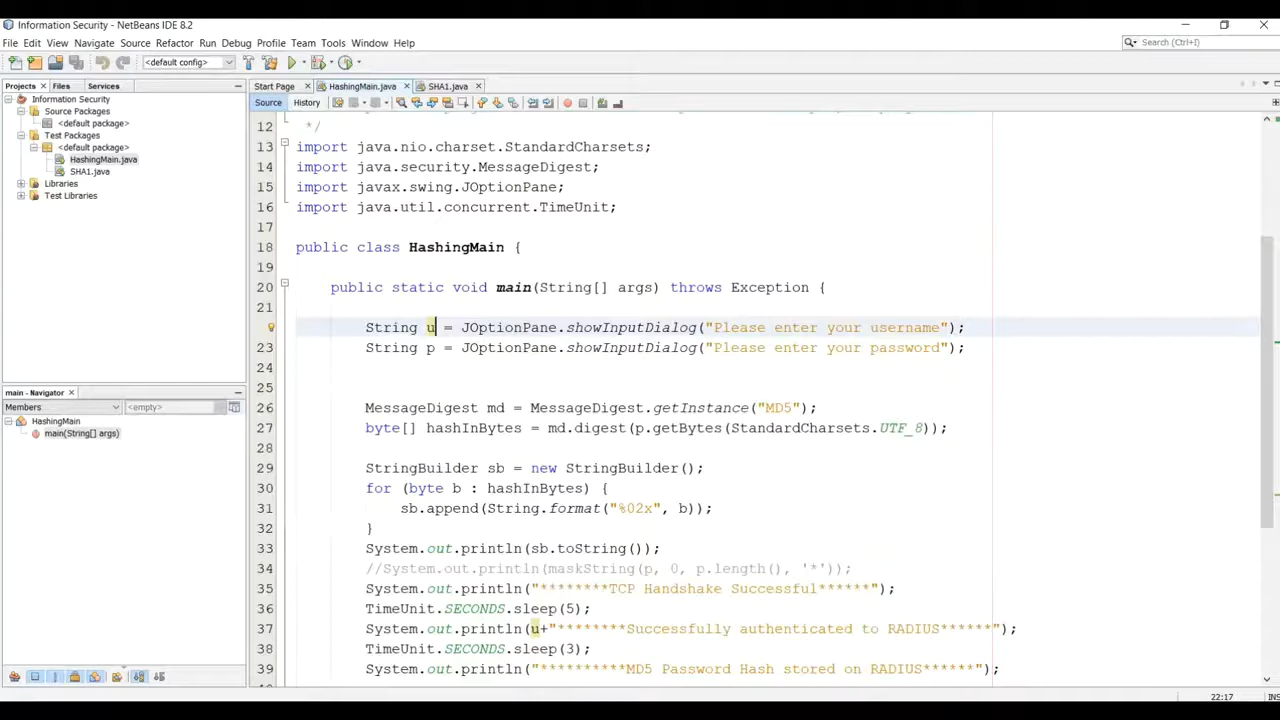 Information Security - NetBeans IDE 8.2
File Edit View Navigate Source Refactor Run Debug Profile Team Tools Window Help
Search (Ctrl+I)
<default config>
Projects Files Services
Start Page HashingMain.java SHA1.java
Information Security
Source Packages
<default package>
Test Packages
<default package>
HashingMain.java
SHA1.java
Libraries
Test Libraries
Source History
12 */
13 import java.nio.charset.StandardCharsets;
14 import java.security.MessageDigest;
15 import javax.swing.JOptionPane;
16 import java.util.concurrent.TimeUnit;
17
18 public class HashingMain {
19
20 public static void main(String[] args) throws Exception {
21
String u = JOptionPane.showInputDialog("Please enter your username");
23 String p = JOptionPane.showInputDialog("Please enter your password");
24
25
26 MessageDigest md = MessageDigest.getInstance("MD5");
27 byte[] hashInBytes = md.digest(p.getBytes(StandardCharsets.UTF_8));
28
29 StringBuilder sb = new StringBuilder();
30 for (byte b : hashInBytes) {
31 sb.append(String.format("%02x", b));
32 }
33 System.out.println(sb.toString());
34 //System.out.println(maskString(p, 0, p.length(), '*'));
35 System.out.println("********TCP Handshake Successful******");
36 TimeUnit.SECONDS.sleep(5);
37 System.out.println(u+"********Successfully authenticated to RADIUS******");
38 TimeUnit.SECONDS.sleep(3);
39 System.out.println("**********MD5 Password Hash stored on RADIUS******");
main - Navigator
Members <empty>
HashingMain
main(String[] args)
22:17 INS